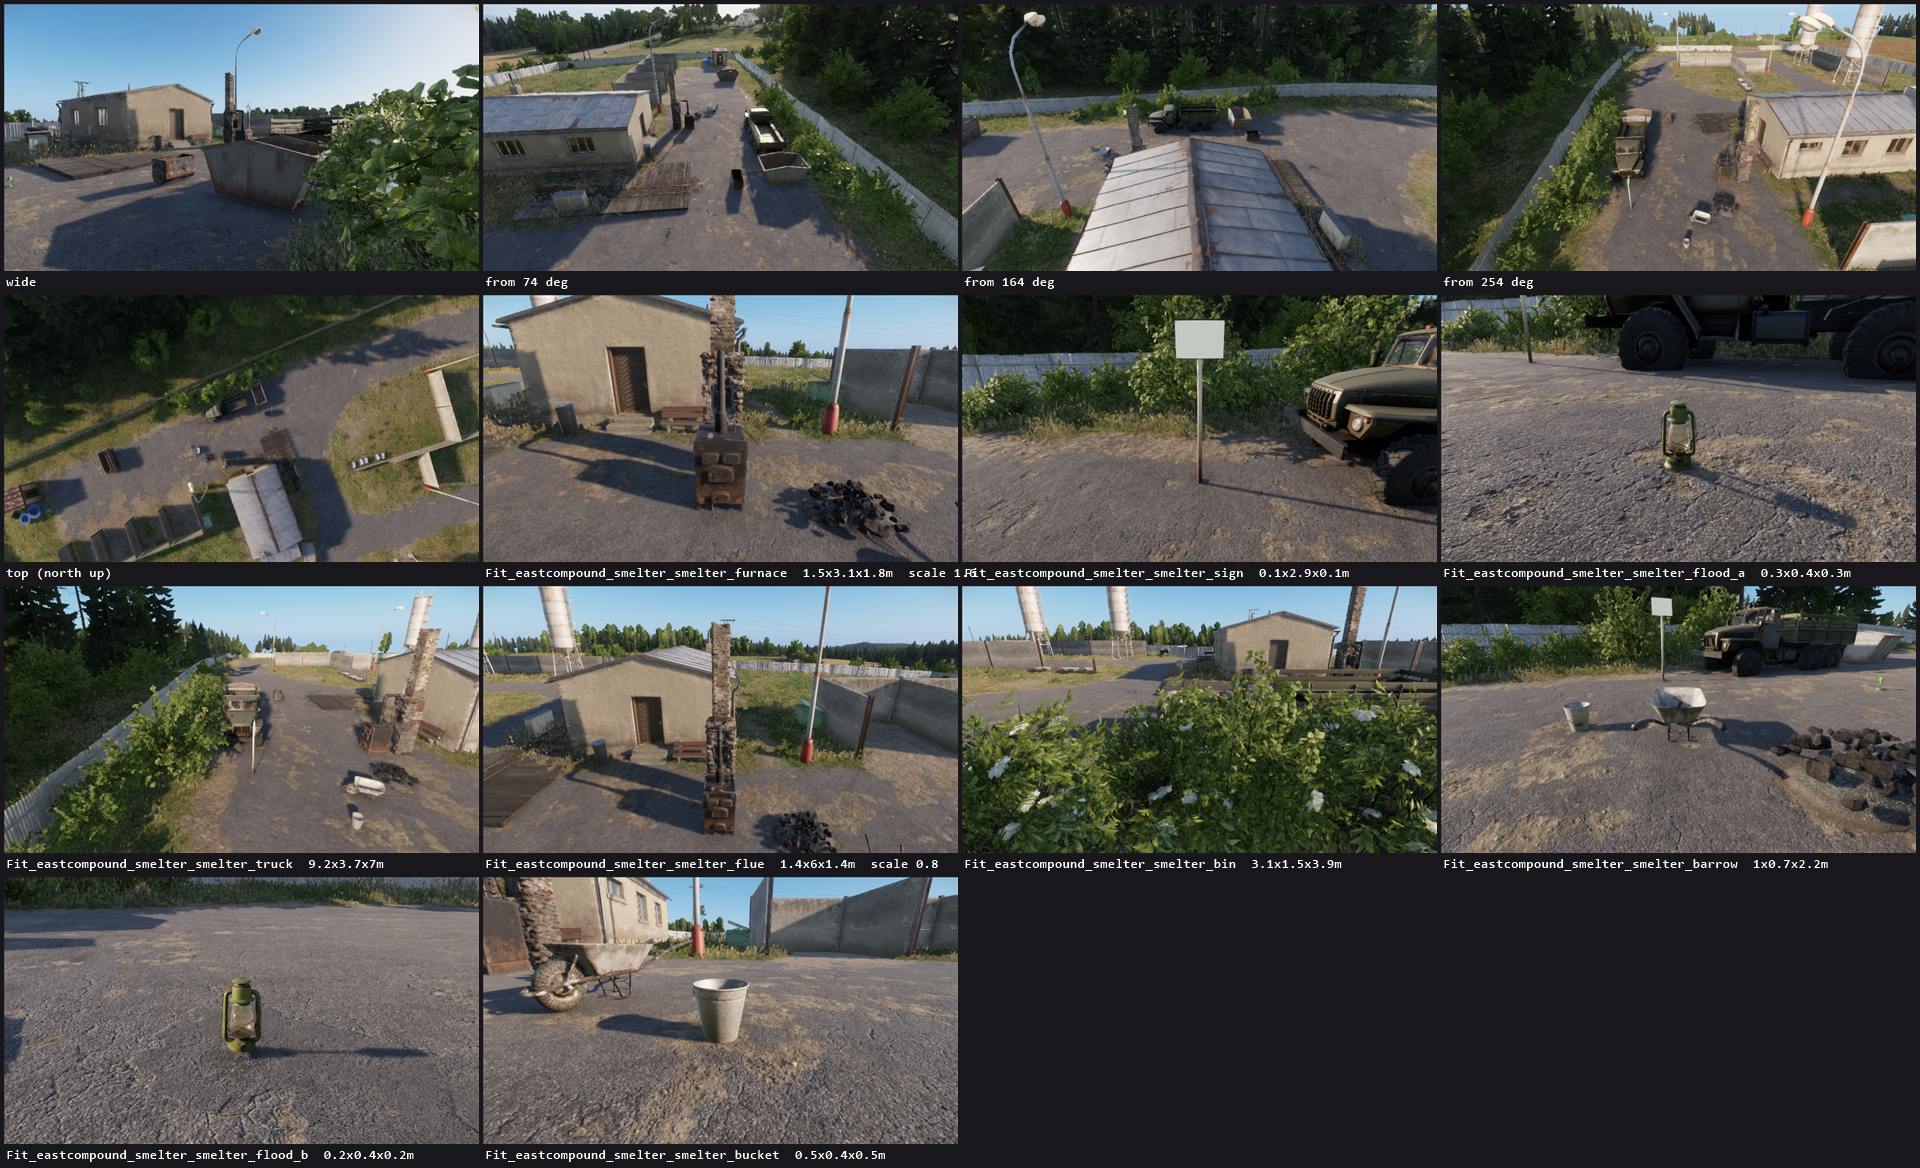 wide
from 74 deg
from 164 deg
from 254 deg
top (north up)
Fit_eastcompound_smelter_smelter_furnace 1.5x3.1x1.8m scale
Fit_eastcompound_smelter_smelter_sign 0.1x2.9x0.1m
Fit_eastcompound_smelter_smelter_flood_a 0.3x0.4x0.3m
Fit_eastcompound_smelter_smelter_truck 9.2x3.7x7m
Fit_eastcompound_smelter_smelter_flue 1.4x6x1.4m scale 0.8
Fit_eastcompound_smelter_smelter_bin 3.1x1.5x3.9m
Fit_eastcompound_smelter_smelter_barrow 1x0.7x2.2m
Fit_eastcompound_smelter_smelter_flood_b 0.2x0.4x0.2m
Fit_eastcompound_smelter_smelter_bucket 0.5x0.4x0.5m